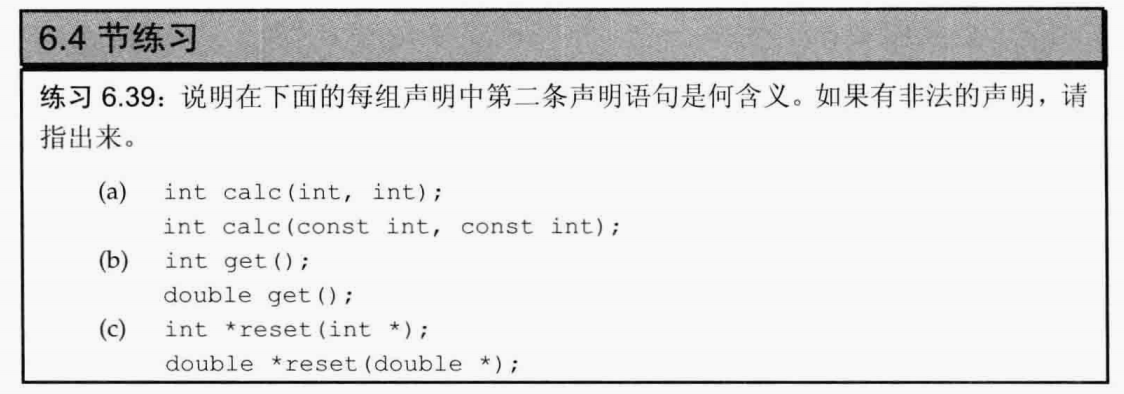 6.4 节练习
练习 6.39：说明在下面的每组声明中第二条声明语句是何含义。如果有非法的声明，请
指出来。
(a) int calc(int, int);
int calc(const int, const int);
(b) int get();
double get();
(c) int *reset(int *);
double *reset(double *);